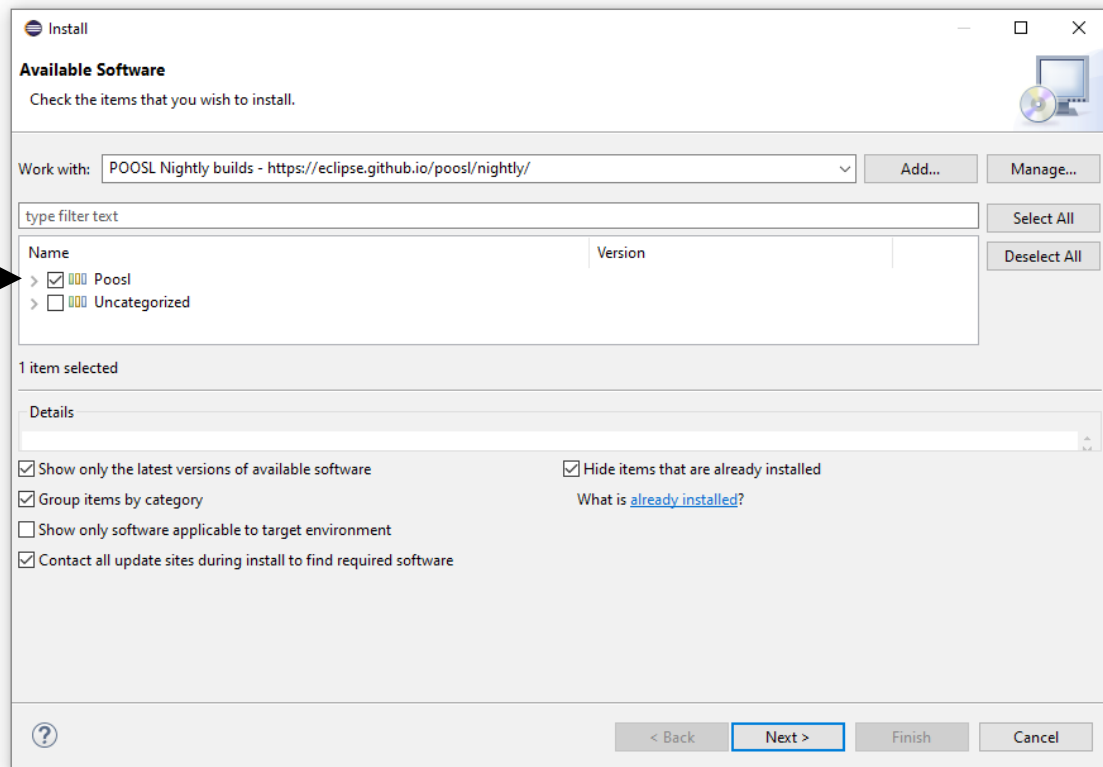 Install
Available Software
Check the items that you wish to install.
Work with: POOSL Nightly builds - https://eclipse.github.io/poosl/nightly/ Add... Manage...
type filter text Select All
Name Version Deselect All
Poosl
Uncategorized
1 item selected
Details
Show only the latest versions of available software Hide items that are already installed
Group items by category What is already installed?
Show only software applicable to target environment
Contact all update sites during install to find required software
? < Back Next > Finish Cancel